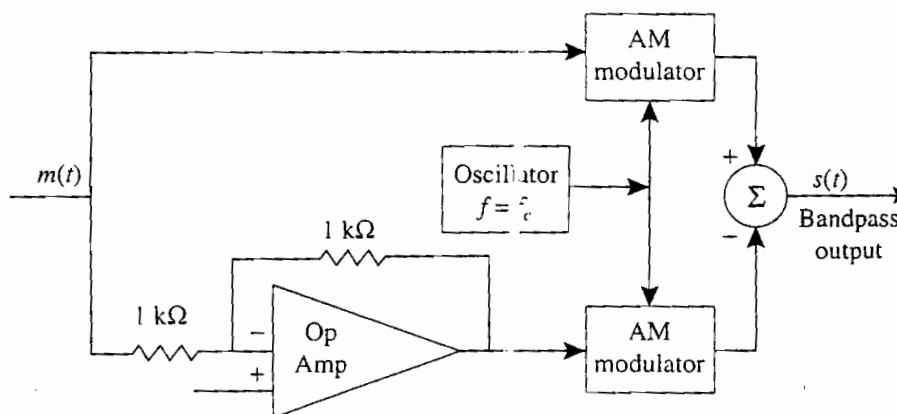 AM
modulator
m(t)
Oscillator
f = f_c
+
Σ
−
s(t)
Bandpass
output
1 kΩ
1 kΩ
−
+
Op
Amp
AM
modulator